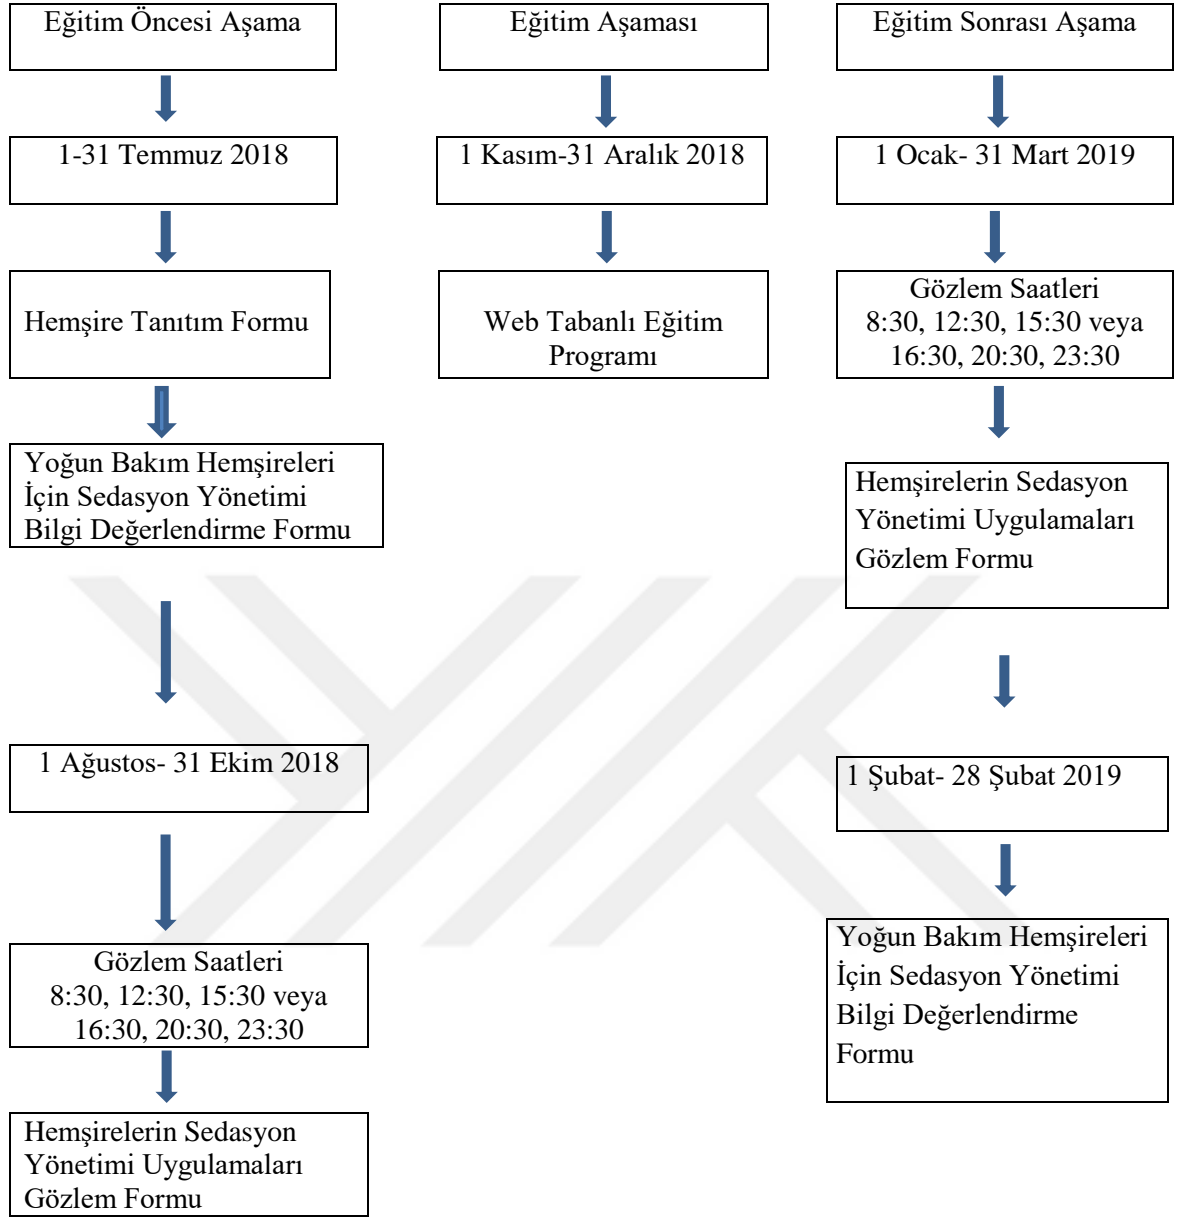 Eğitim Öncesi Aşama
1-31 Temmuz 2018
Hemşire Tanıtım Formu
Yoğun Bakım Hemşireleri
İçin Sedasyon Yönetimi
Bilgi Değerlendirme Formu
1 Ağustos- 31 Ekim 2018
Gözlem Saatleri
8:30, 12:30, 15:30 veya
16:30, 20:30, 23:30
Hemşirelerin Sedasyon
Yönetimi Uygulamaları
Gözlem Formu
Eğitim Aşaması
1 Kasım-31 Aralık 2018
Web Tabanlı Eğitim
Programı
Eğitim Sonrası Aşama
1 Ocak- 31 Mart 2019
Gözlem Saatleri
8:30, 12:30, 15:30 veya
16:30, 20:30, 23:30
Hemşirelerin Sedasyon
Yönetimi Uygulamaları
Gözlem Formu
1 Şubat- 28 Şubat 2019
Yoğun Bakım Hemşireleri
İçin Sedasyon Yönetimi
Bilgi Değerlendirme
Formu